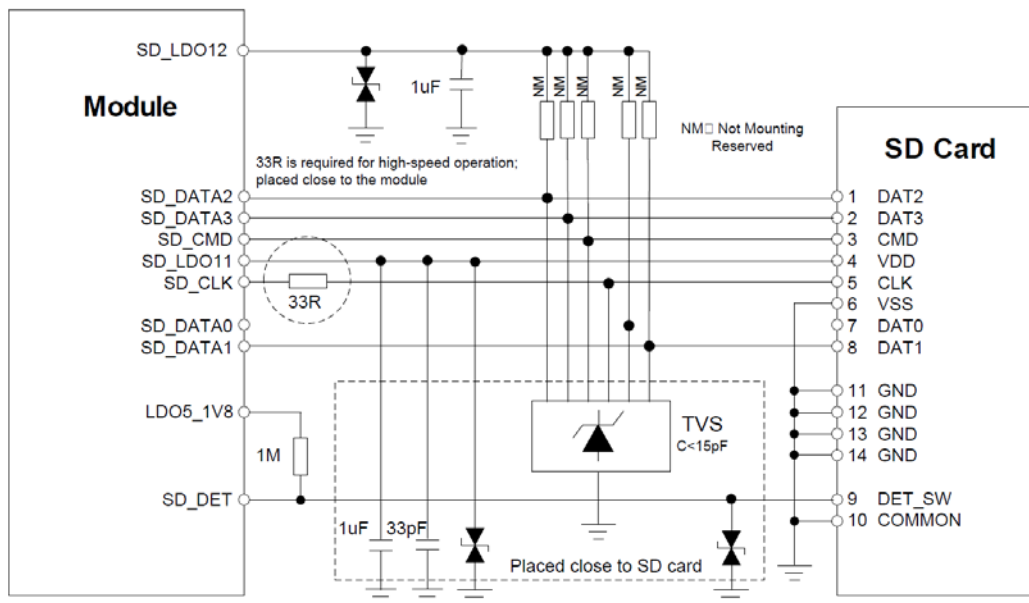 SD_LDO12
Module
1uF
NM
NM
NM
NM
NM
NM□ Not Mounting
Reserved
SD Card
33R is required for high-speed operation;
placed close to the module
SD_DATA2
SD_DATA3
SD_CMD
SD_LDO11
SD_CLK
33R
SD_DATA0
SD_DATA1
1 DAT2
2 DAT3
3 CMD
4 VDD
5 CLK
6 VSS
7 DAT0
8 DAT1
11 GND
12 GND
13 GND
14 GND
9 DET_SW
10 COMMON
LDO5_1V8
1M
SD_DET
TVS
C<15pF
1uF
33pF
Placed close to SD card